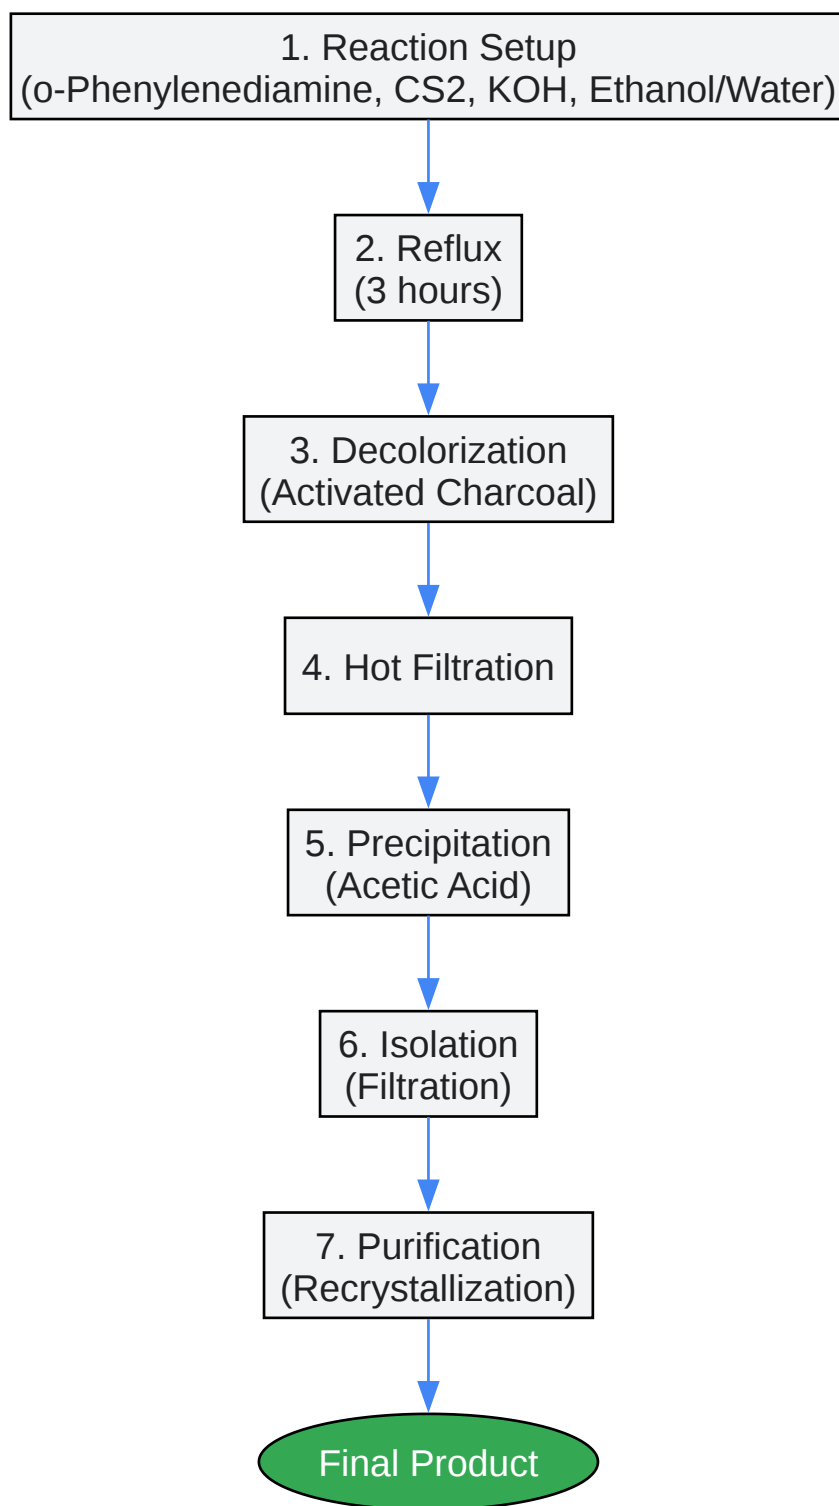 1. Reaction Setup
(o-Phenylenediamine, CS2, KOH, Ethanol/Water)
2. Reflux
(3 hours)
3. Decolorization
(Activated Charcoal)
4. Hot Filtration
5. Precipitation
(Acetic Acid)
6. Isolation
(Filtration)
7. Purification
(Recrystallization)
Final Product